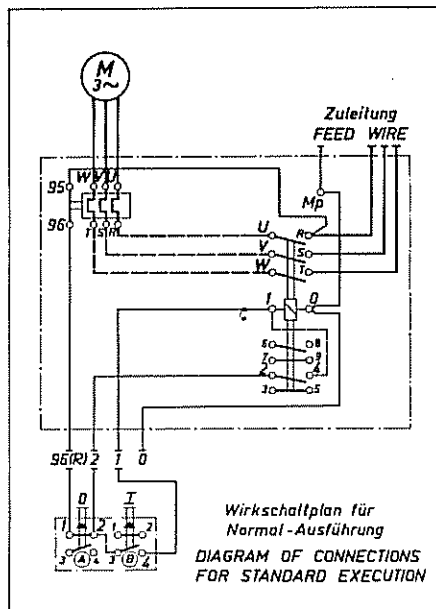 M
3~
Zuleitung
FEED WIRE
95
W V U
Mp
96
T S R
U R
V S
W T
1 0
6 8
7 9
2 4
3 5
96(R) 2 1 0
0 I
1 2 1 2
3 A 4 3 B 4
Wirkschaltplan für
Normal-Ausführung
DIAGRAM OF CONNECTIONS
FOR STANDARD EXECUTION